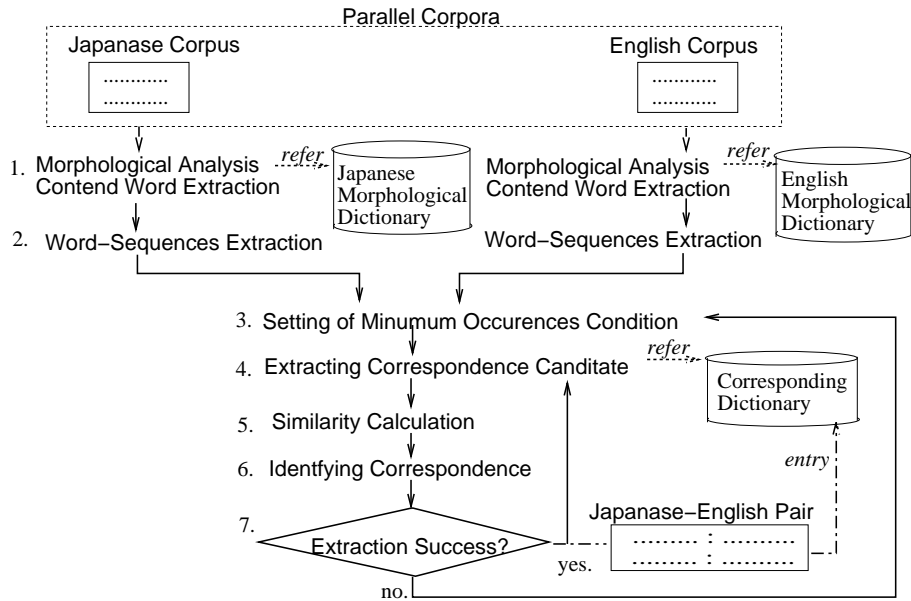 Parallel Corpora
Japanase Corpus
English Corpus
............
............
............
............
1. Morphological Analysis
Contend Word Extraction
refer
Japanese
Morphological
Dictionary
Morphological Analysis
Contend Word Extraction
refer
English
Morphological
Dictionary
2. Word-Sequences Extraction
Word-Sequences Extraction
3. Setting of Minumum Occurences Condition
4. Extracting Correspondence Canditate
refer
Corresponding
Dictionary
5. Similarity Calculation
6. Identfying Correspondence
entry
7. Extraction Success?
yes.
Japanase-English Pair
......... : .........
......... : .........
no.